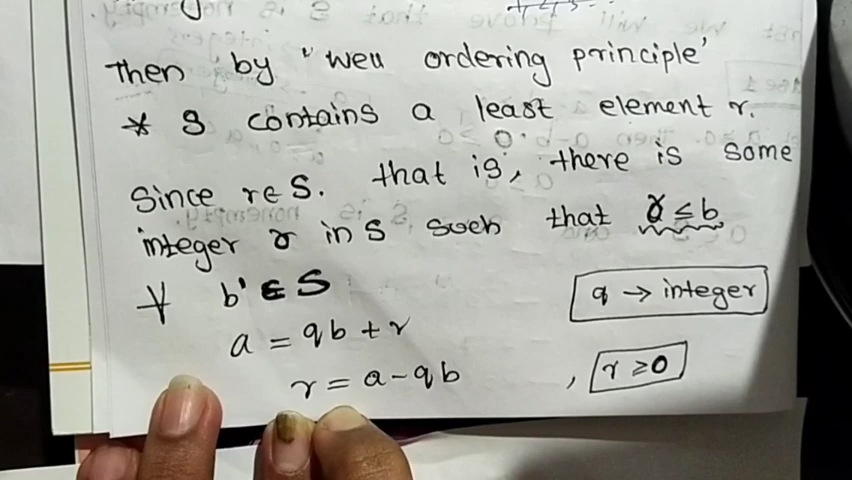 Then by "well ordering principle'
* S contains a least element r.
Since r∈S. that is, there is some
integer r in S such that r ≤ b
∀ b' ∈ S
q → integer
a = qb + r
r = a - qb , r ≥ 0